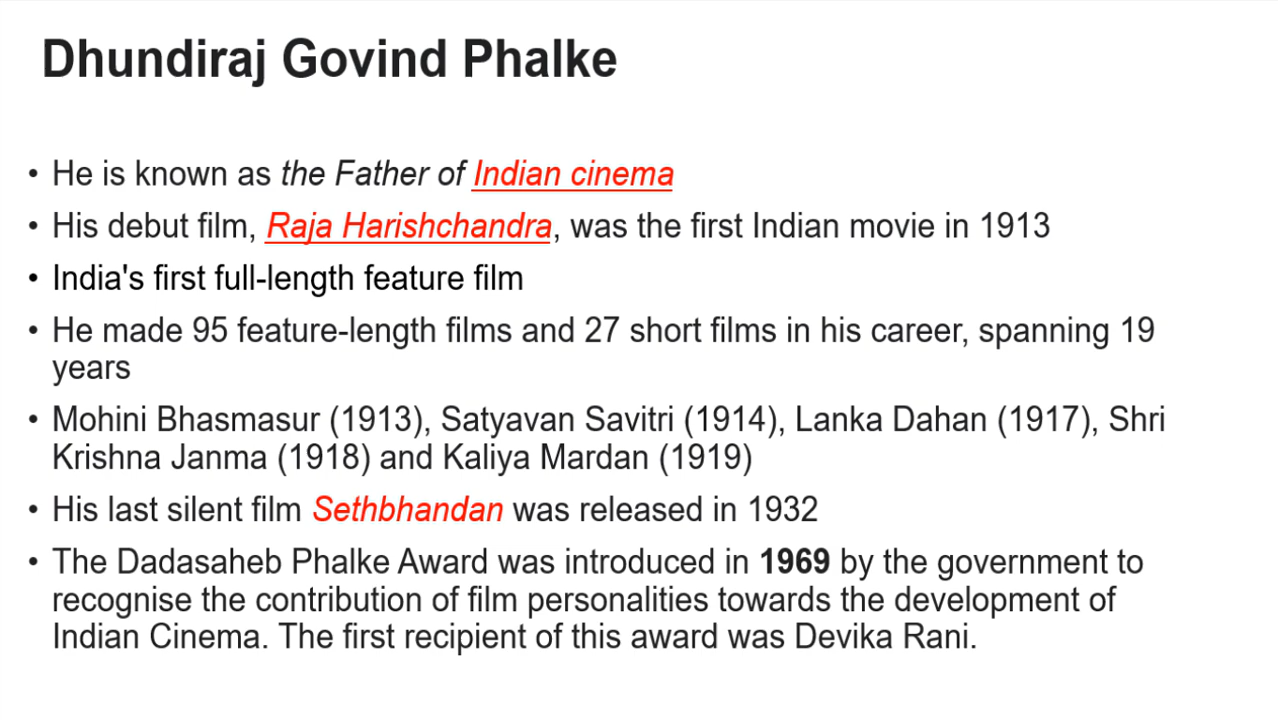 Dhundiraj Govind Phalke
• He is known as the Father of Indian cinema
• His debut film, Raja Harishchandra, was the first Indian movie in 1913
• India's first full-length feature film
• He made 95 feature-length films and 27 short films in his career, spanning 19
years
• Mohini Bhasmasur (1913), Satyavan Savitri (1914), Lanka Dahan (1917), Shri
Krishna Janma (1918) and Kaliya Mardan (1919)
• His last silent film Sethbhandan was released in 1932
• The Dadasaheb Phalke Award was introduced in 1969 by the government to
recognise the contribution of film personalities towards the development of
Indian Cinema. The first recipient of this award was Devika Rani.